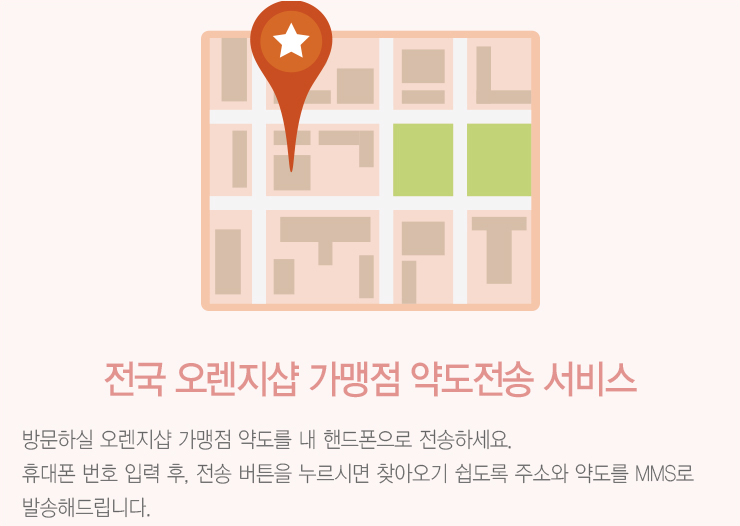 전국 오렌지샵 가맹점 약도전송 서비스
방문하실 오렌지샵 가맹점 약도를 내 핸드폰으로 전송하세요.
휴대폰 번호 입력 후, 전송 버튼을 누르시면 찾아오기 쉽도록 주소와 약도를 MMS로
발송해드립니다.